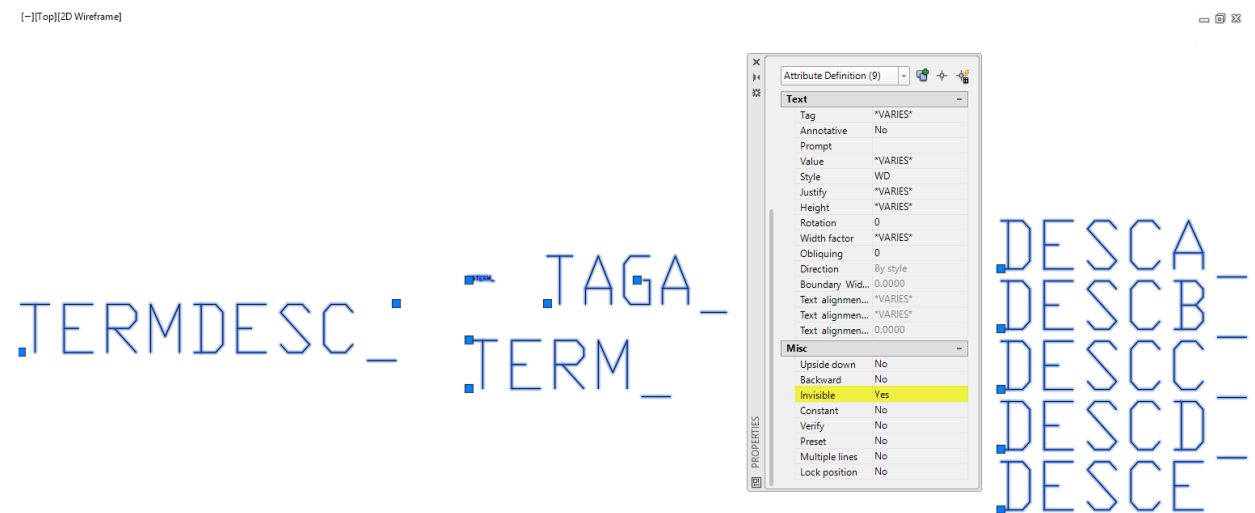 [−][Top][2D Wireframe]
TERMDESC_
TAGA_
TERM_
Attribute Definition (9)
Text
Tag *VARIES*
Annotative No
Prompt
Value *VARIES*
Style WD
Justify *VARIES*
Height *VARIES*
Rotation 0
Width factor *VARIES*
Obliquing 0
Direction By style
Boundary Wid... 0.0000
Text alignmen... *VARIES*
Text alignmen... *VARIES*
Text alignmen... 0.0000
Misc
Upside down No
Backward No
Invisible Yes
Constant No
Verify No
Preset No
Multiple lines No
Lock position No
PROPERTIES
DESCA_
DESCB_
DESCC_
DESCD_
DESCE